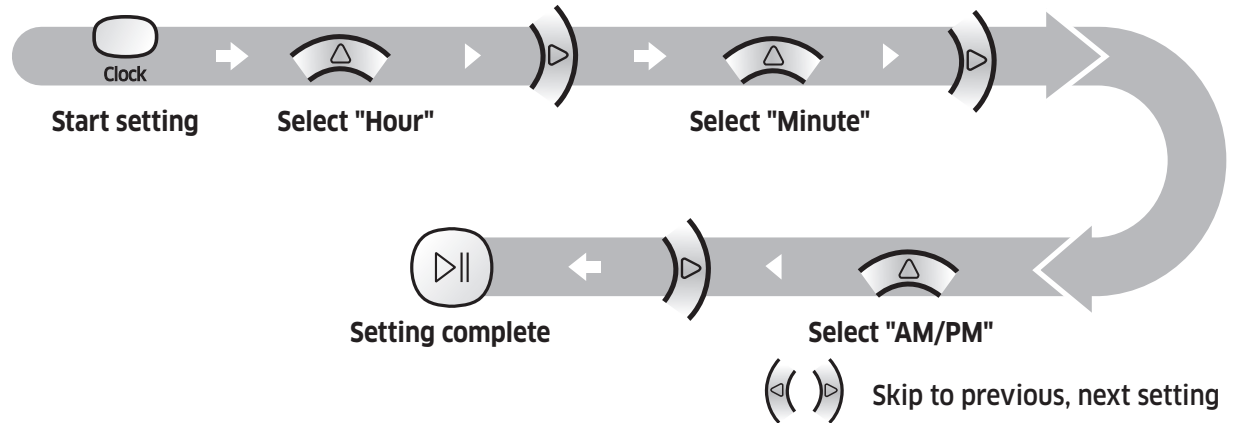 Clock
Start setting
Select "Hour"
Select "Minute"
Setting complete
Select "AM/PM"
Skip to previous, next setting